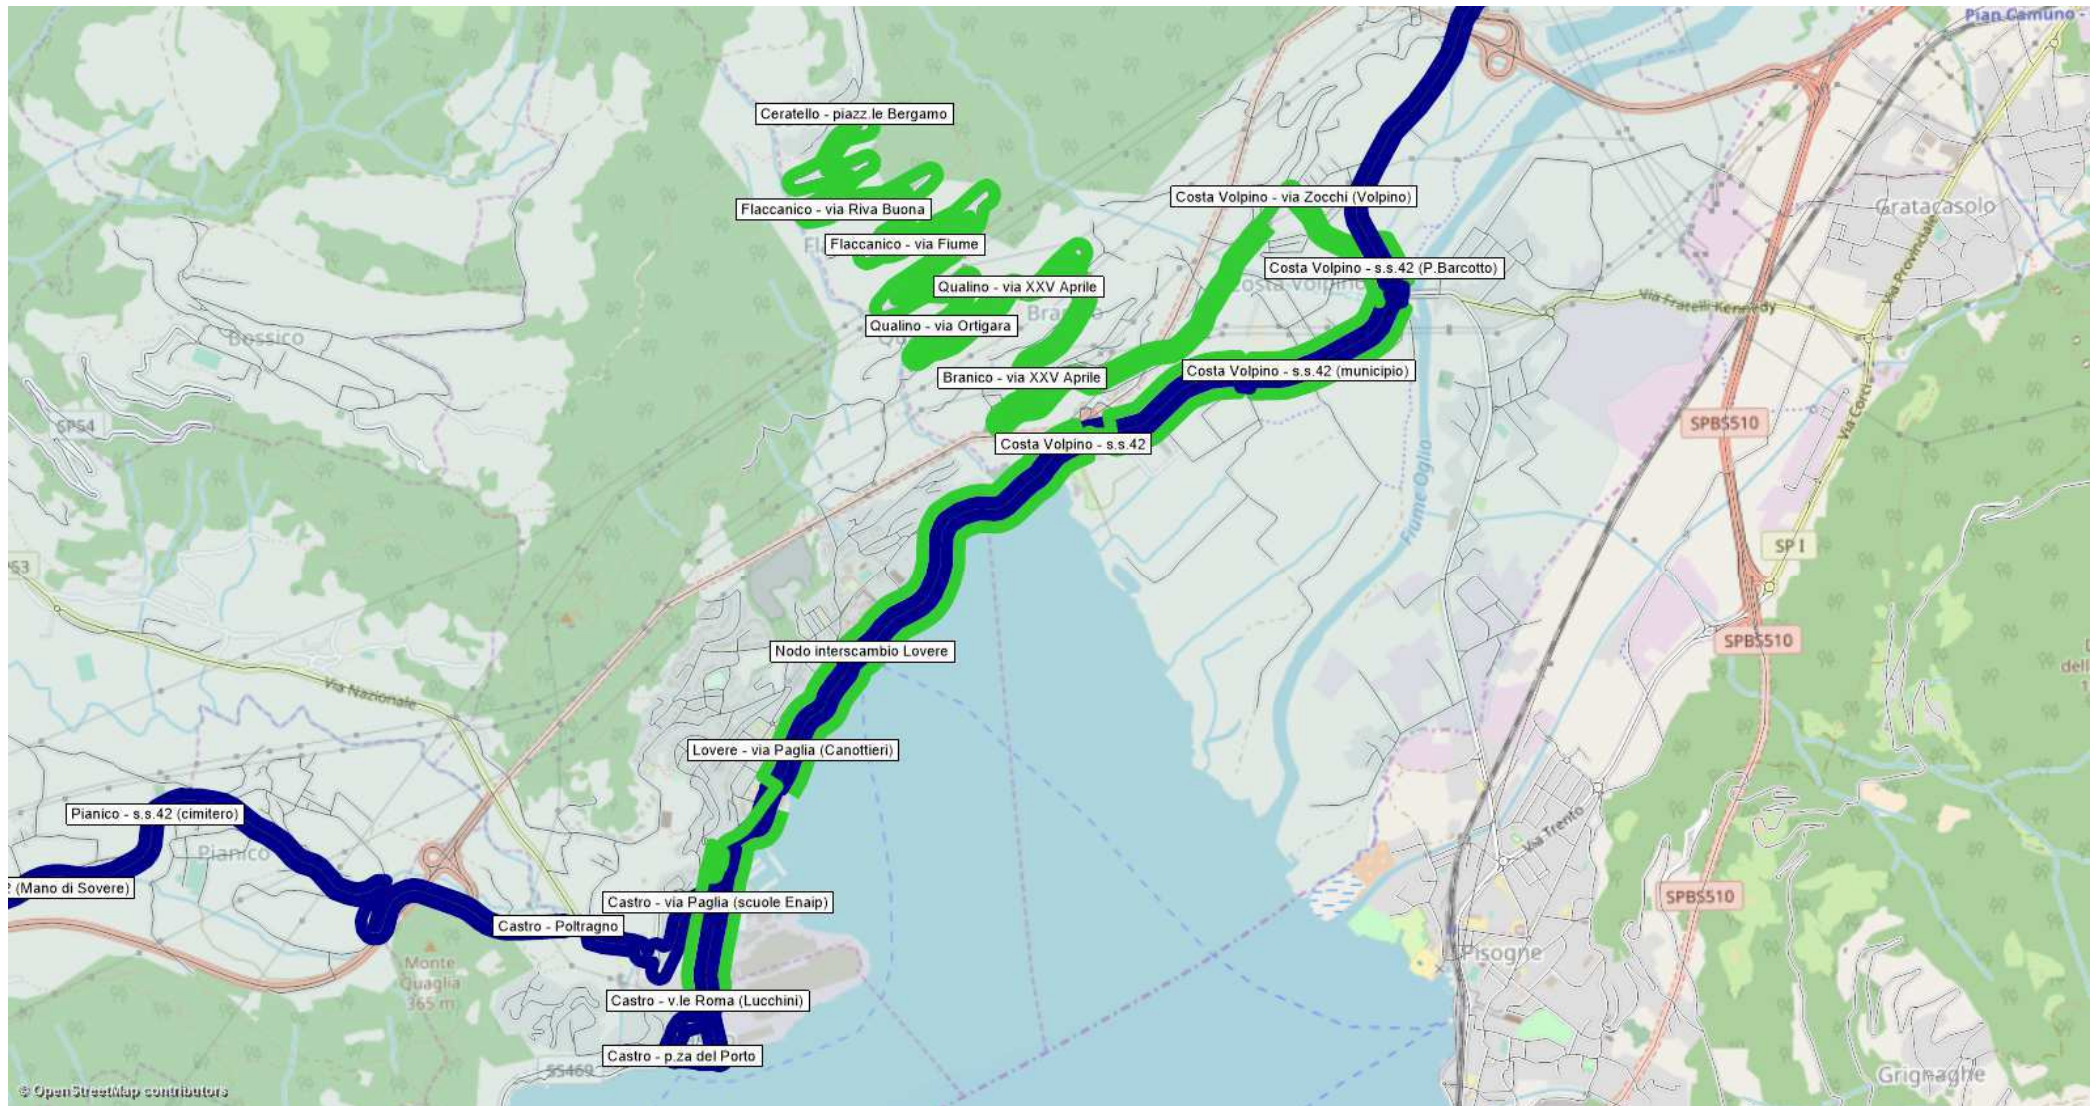 Pian Camuno -
Ceratello - piazz.le Bergamo
Costa Volpino - via Zocchi (Volpino)
Gratacasolo
Flaccanico - via Riva Buona
Flaccanico - via Fiume
Costa Volpino - s.s.42 (P.Barcotto)
Costa Volpino
Qualino - via XXV Aprile
Via Provinciale
Via Fratelli Kennedy
Qualino - via Ortigara
Bossico
Costa Volpino - s.s.42 (municipio)
Branico - via XXV Aprile
Via Corci
SP54
SPBS510
Costa Volpino - s.s.42
Fiume Oglio
SP I
SPBS510
Nodo interscambio Lovere
Via Nazionale
Lovere - via Paglia (Canottieri)
Pianico - s.s.42 (cimitero)
Via Trento
Pianico
2 (Mano di Sovere)
SPBS510
Castro - via Paglia (scuole Enaip)
Castro - Poltragno
Pisogne
Monte
Quaglia
365 m
Castro - v.le Roma (Lucchini)
Castro - p.za del Porto
SS469
Grignaghe
© OpenStreetMap contributors